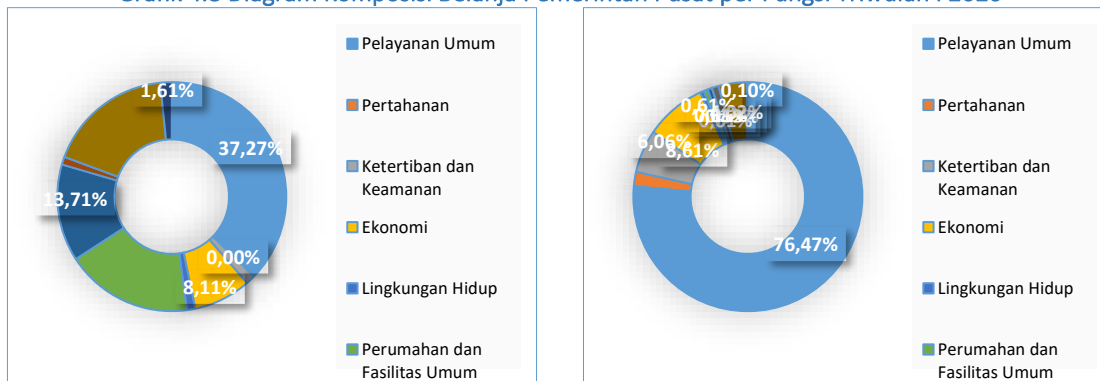 Pelayanan Umum
Pertahanan
Ketertiban dan
Keamanan
Ekonomi
Lingkungan Hidup
Perumahan dan
Fasilitas Umum
1,61%
37,27%
13,71%
0,00%
8,11%
Pelayanan Umum
Pertahanan
Ketertiban dan
Keamanan
Ekonomi
Lingkungan Hidup
Perumahan dan
Fasilitas Umum
0,10%
0,61%
6,06%
8,61%
76,47%